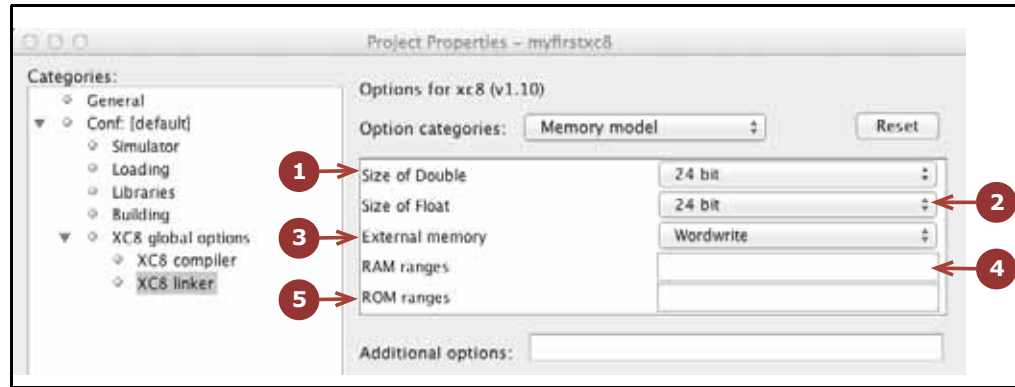 Project Properties – myfirstxc8
Categories:
General
Conf: [default]
Simulator
Loading
Libraries
Building
XC8 global options
XC8 compiler
XC8 linker
Options for xc8 (v1.10)
Option categories: Memory model Reset
1 Size of Double 24 bit
Size of Float 24 bit 2
3 External memory Wordwrite
RAM ranges 4
5 ROM ranges
Additional options: